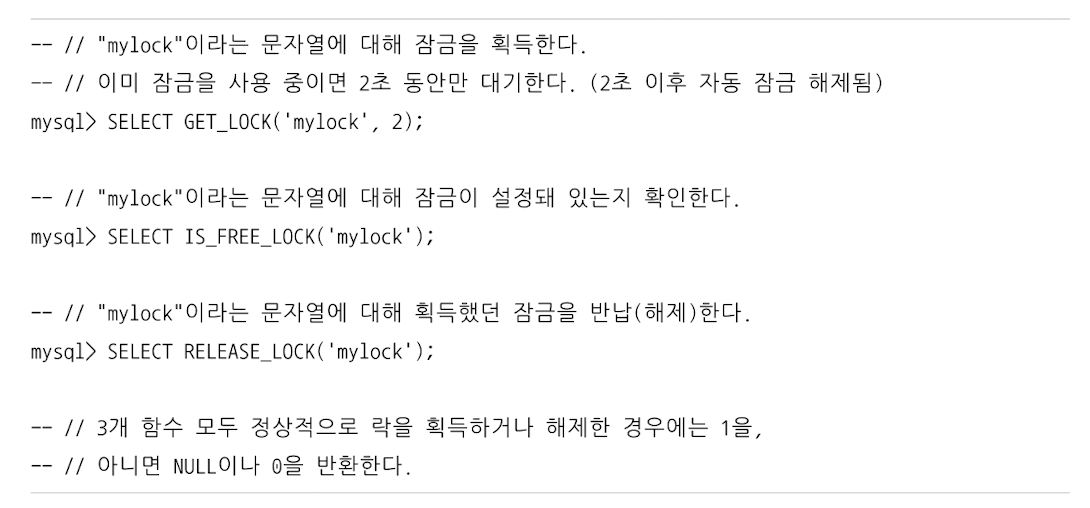 -- // "mylock"이라는 문자열에 대해 잠금을 획득한다.
-- // 이미 잠금을 사용 중이면 2초 동안만 대기한다. (2초 이후 자동 잠금 해제됨)
mysql> SELECT GET_LOCK('mylock', 2);
-- // "mylock"이라는 문자열에 대해 잠금이 설정돼 있는지 확인한다.
mysql> SELECT IS_FREE_LOCK('mylock');
-- // "mylock"이라는 문자열에 대해 획득했던 잠금을 반납(해제)한다.
mysql> SELECT RELEASE_LOCK('mylock');
-- // 3개 함수 모두 정상적으로 락을 획득하거나 해제한 경우에는 1을,
-- // 아니면 NULL이나 0을 반환한다.